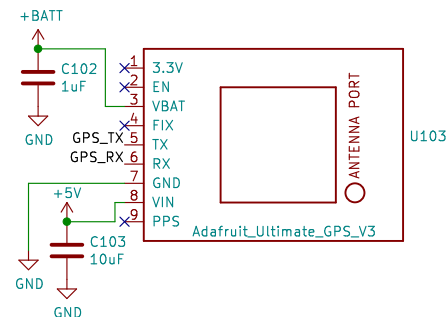 +BATT
C102
1uF
GND
1 3.3V
2 EN
3 VBAT
4 FIX
GPS_TX 5 TX
GPS_RX 6 RX
7 GND
8 VIN
9 PPS
ANTENNA PORT
U103
Adafruit_Ultimate_GPS_V3
+5V
C103
10uF
GND
GND